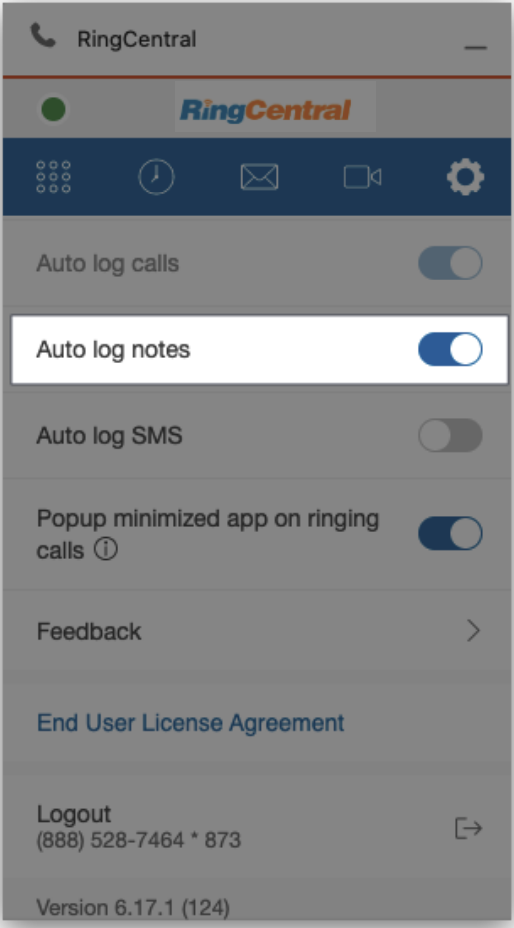 RingCentral
RingCentral
Auto log calls
Auto log notes
Auto log SMS
Popup minimized app on ringing
calls
Feedback
End User License Agreement
Logout
(888) 528-7464 * 873
Version 6.17.1 (124)